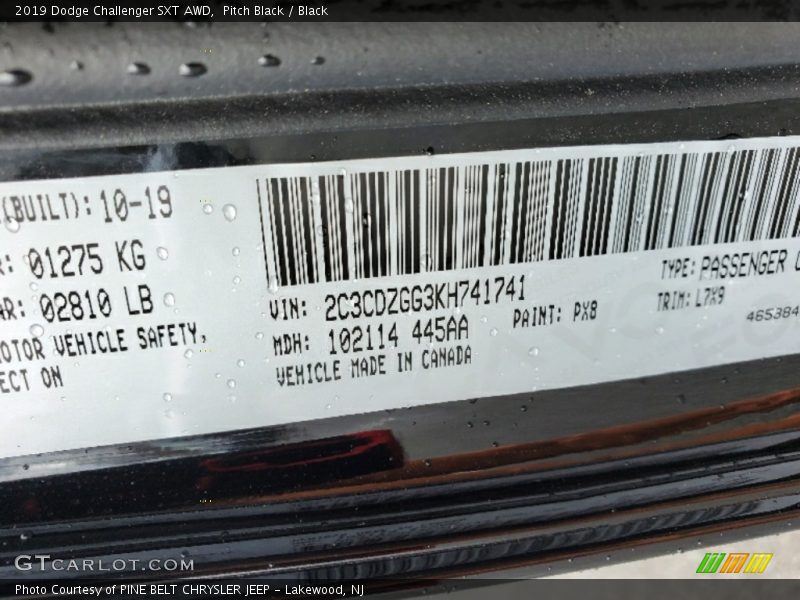 2019 Dodge Challenger SXT AWD, Pitch Black / Black
(BUILT): 10-19
R: 01275 KG
AR: 02810 LB
OTOR VEHICLE SAFETY,
ECT ON
VIN: 2C3CDZGG3KH741741
MDH: 102114 445AA
VEHICLE MADE IN CANADA
PAINT: PX8
TYPE: PASSENGER
TRIM: L7X9
465384
GTCarlot.com
Photo Courtesy of PINE BELT CHRYSLER JEEP – Lakewood, NJ